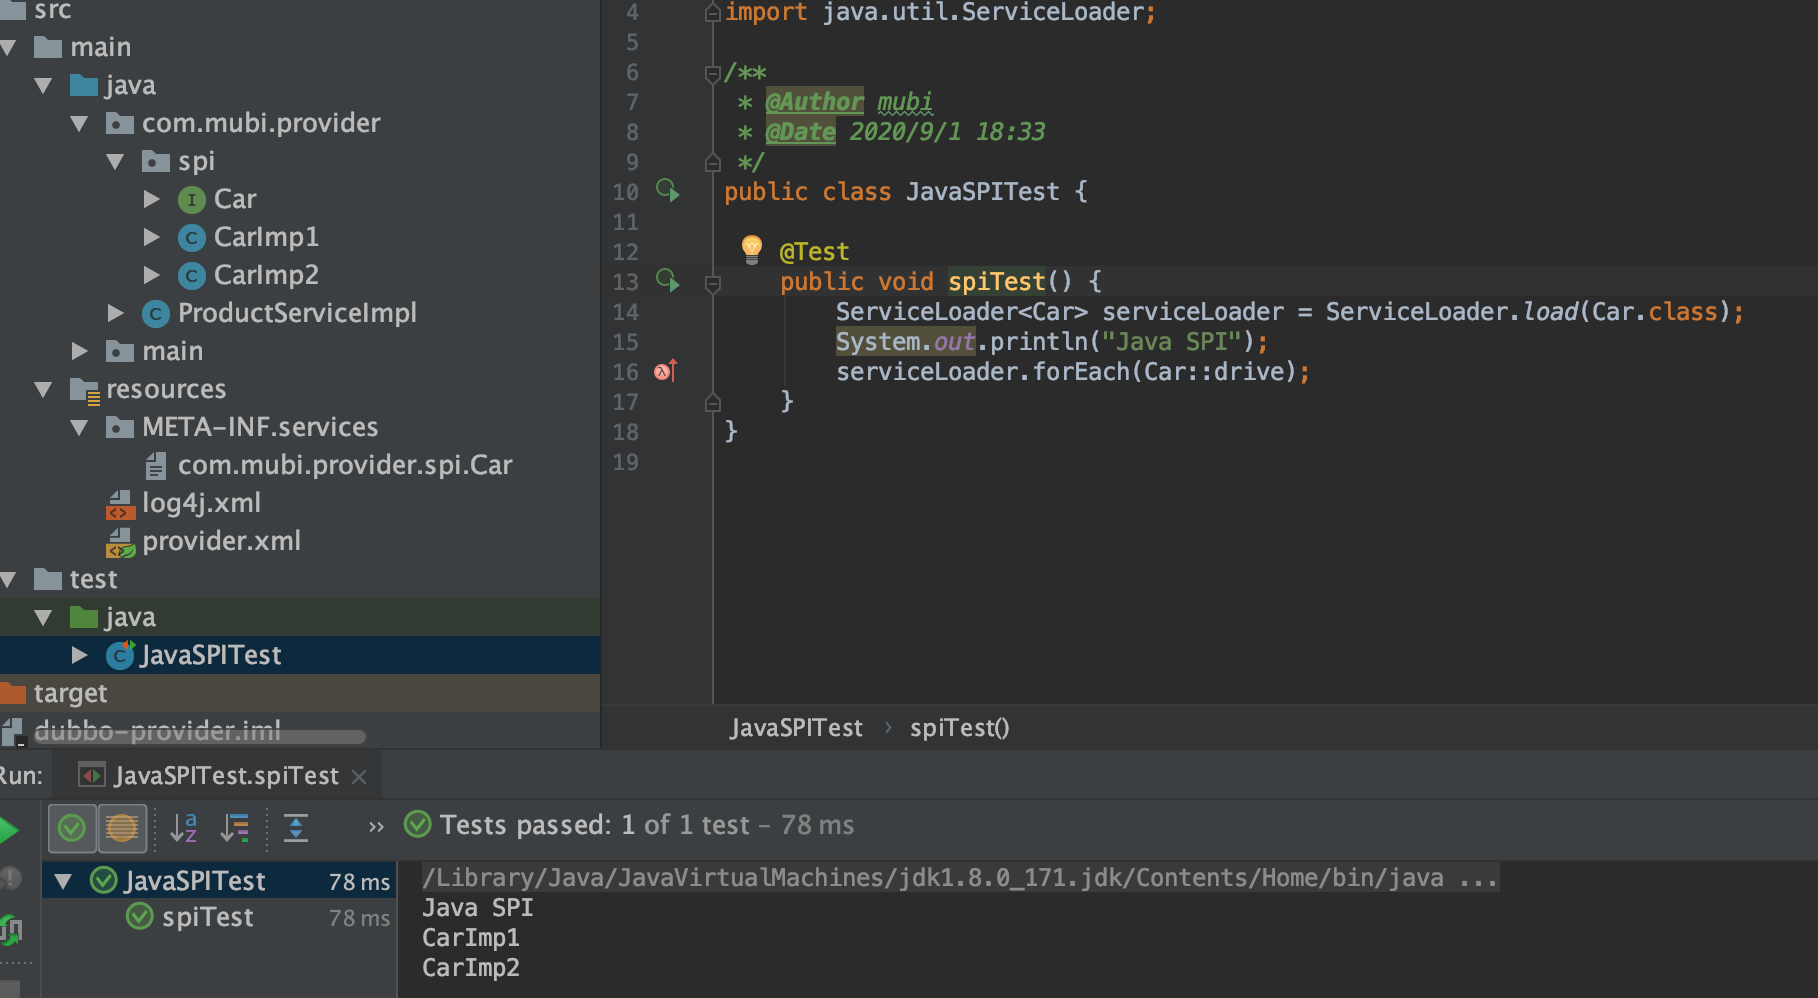 src
main
java
com.mubi.provider
spi
Car
CarImp1
CarImp2
ProductServiceImpl
main
resources
META-INF.services
com.mubi.provider.spi.Car
log4j.xml
provider.xml
test
java
JavaSPITest
target
dubbo-provider.iml
4 import java.util.ServiceLoader;
5
6 /**
7 * @Author mubi
8 * @Date 2020/9/1 18:33
9 */
10 public class JavaSPITest {
11
12 @Test
13 public void spiTest() {
14 ServiceLoader<Car> serviceLoader = ServiceLoader.load(Car.class);
15 System.out.println("Java SPI");
16 serviceLoader.forEach(Car::drive);
17 }
18 }
19
JavaSPITest › spiTest()
Run: JavaSPITest.spiTest ×
» Tests passed: 1 of 1 test – 78 ms
JavaSPITest 78 ms
spiTest 78 ms
/Library/Java/JavaVirtualMachines/jdk1.8.0_171.jdk/Contents/Home/bin/java ...
Java SPI
CarImp1
CarImp2